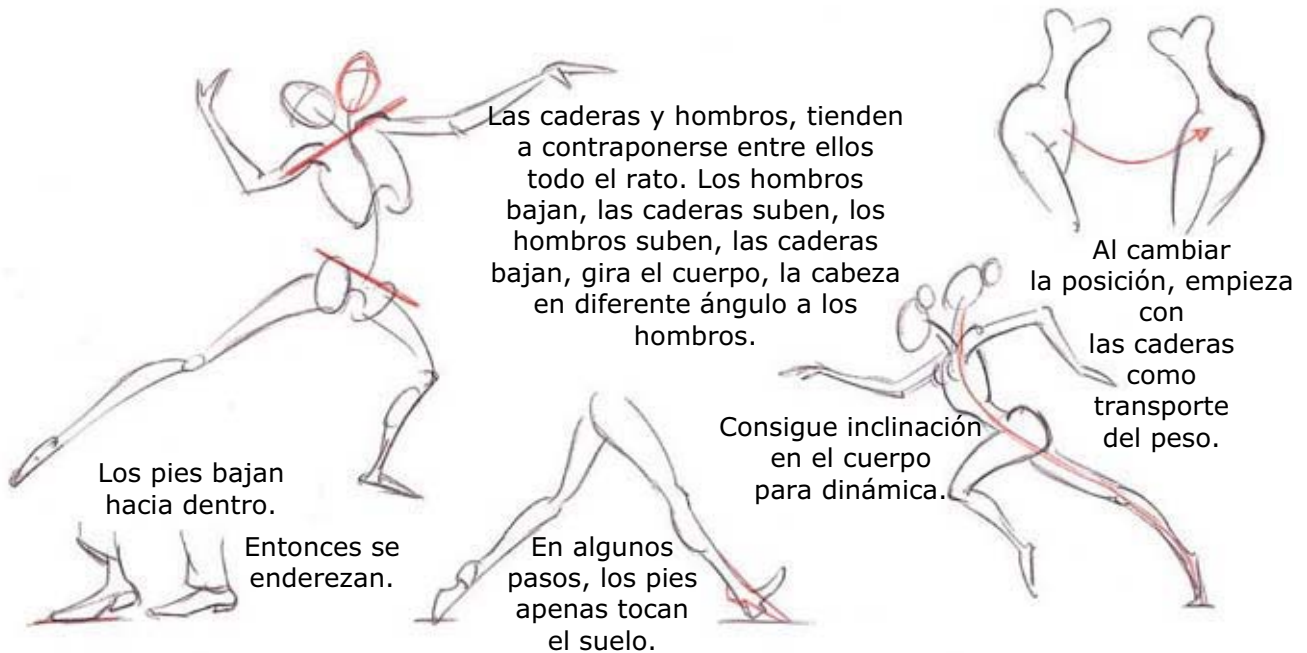 Las caderas y hombros, tienden
a contraponerse entre ellos
todo el rato. Los hombros
bajan, las caderas suben, los
hombros suben, las caderas
bajan, gira el cuerpo, la cabeza
en diferente ángulo a los
hombros.
Al cambiar
la posición, empieza
con
las caderas
como
transporte
del peso.
Consigue inclinación
en el cuerpo
para dinámica.
Los pies bajan
hacia dentro.
Entonces se
enderezan.
En algunos
pasos, los pies
apenas tocan
el suelo.